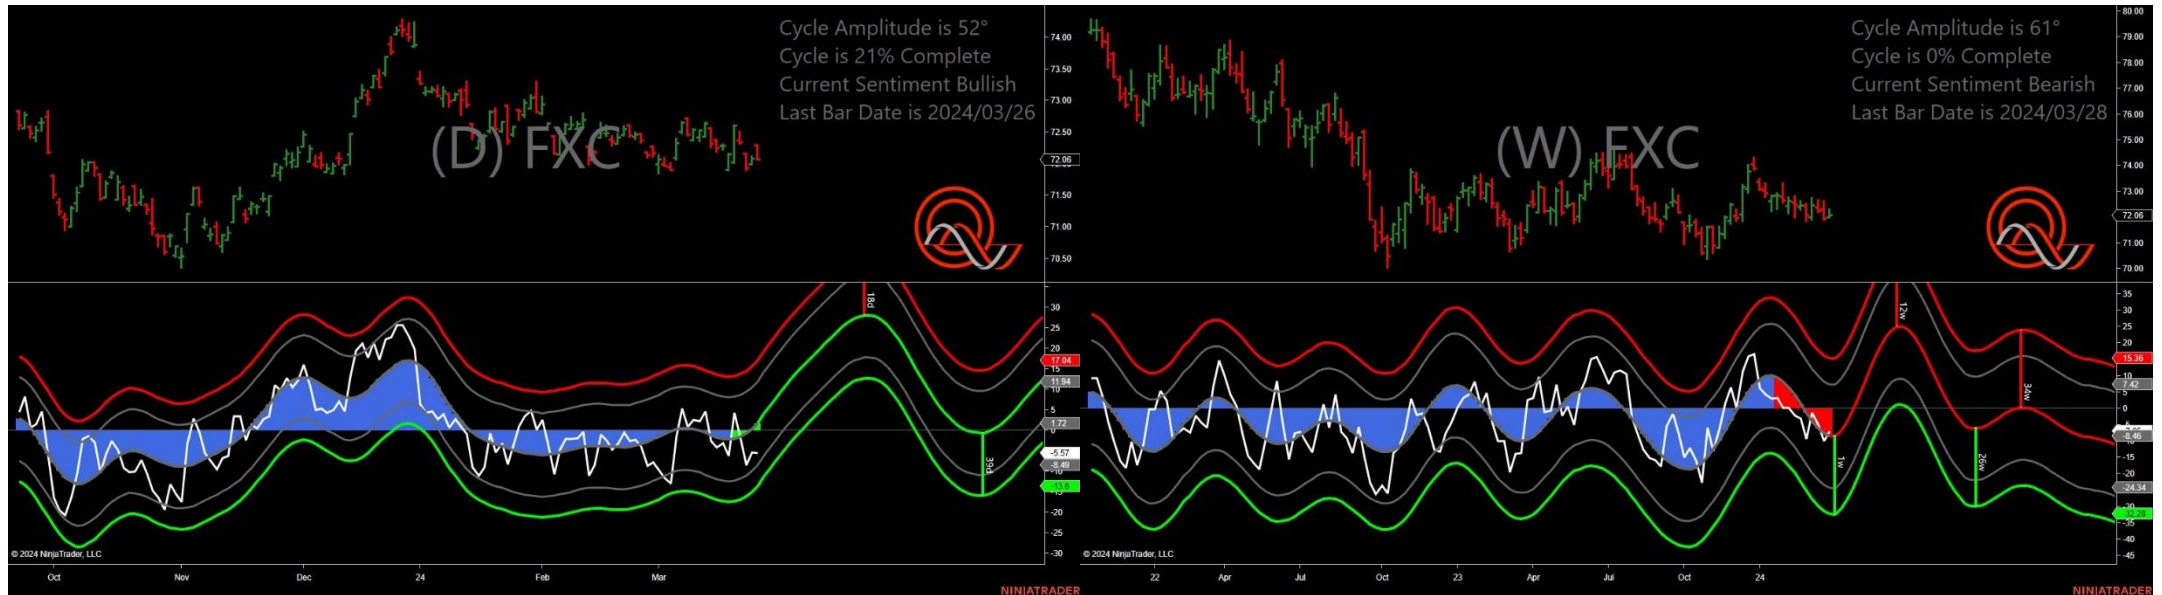 Cycle Amplitude is 52°
Cycle is 21% Complete
Current Sentiment Bullish
Last Bar Date is 2024/03/26
(D) FXC
74.00
73.50
73.00
72.50
72.06
71.50
71.00
70.50
18d
39d
30
25
20
17.04
15
11.94
5
1.72
0
-5.57
-8.49
-13.6
-20
-25
-30
© 2024 NinjaTrader, LLC
Oct
Nov
Dec
24
Feb
Mar
NINJATRADER
Cycle Amplitude is 61°
Cycle is 0% Complete
Current Sentiment Bearish
Last Bar Date is 2024/03/28
(W) FXC
80.00
79.00
78.00
77.00
76.00
75.00
74.00
73.00
72.06
71.00
70.00
12w
34w
1w
26w
35
30
25
20
15.36
10
7.42
5
0
-8.46
-15
-20
-24.34
-32.28
-35
-40
-45
© 2024 NinjaTrader, LLC
22
Apr
Jul
Oct
23
Apr
Jul
Oct
24
NINJATRADER